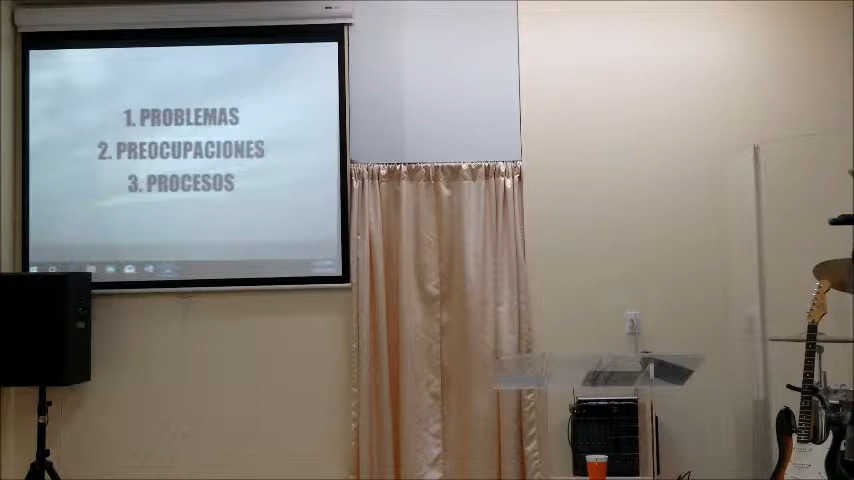 1. PROBLEMAS
2. PREOCUPACIONES
3. PROCESOS